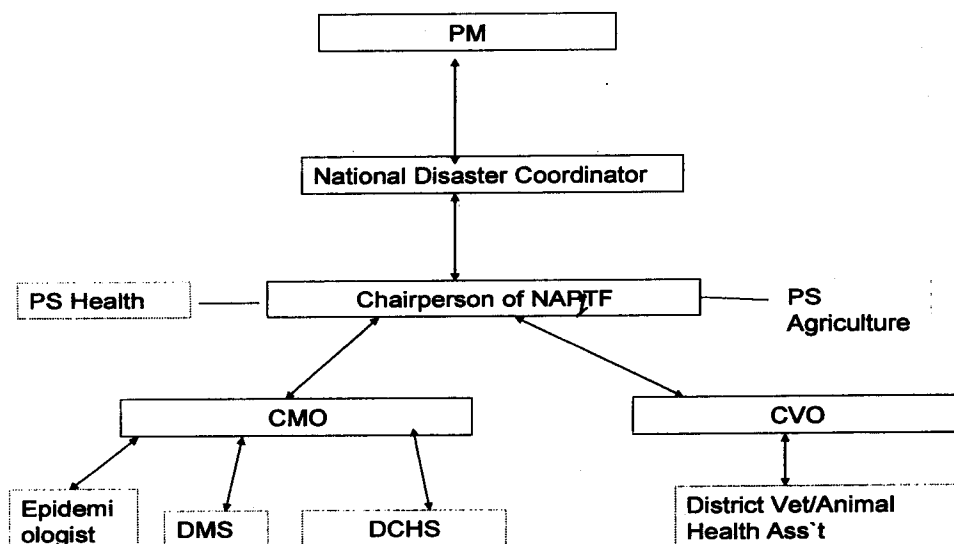 PM
National Disaster Coordinator
PS Health
Chairperson of NAPTF
PS
Agriculture
CMO
CVO
Epidemi
ologist
DMS
DCHS
District Vet/Animal
Health Ass`t